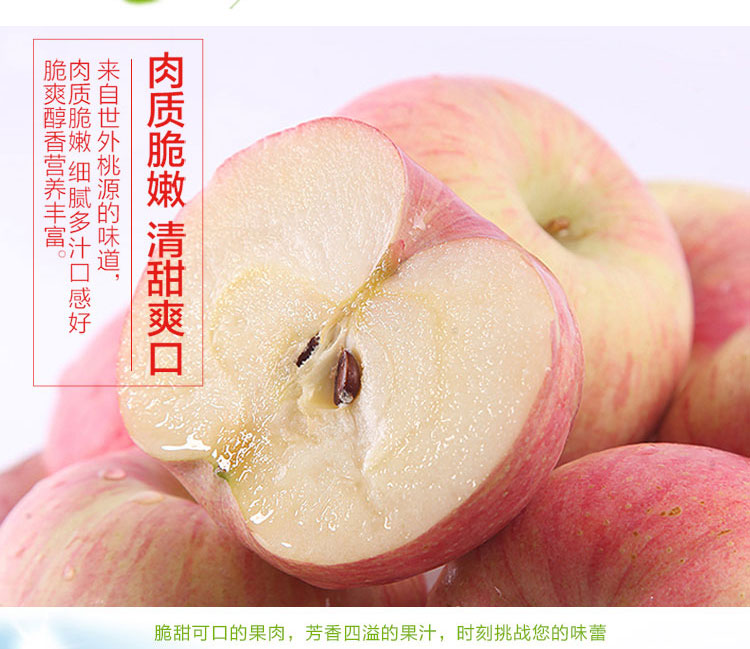 肉质脆嫩 清甜爽口
来自世外桃源的味道，
肉质脆嫩 细腻多汁口感好
脆爽醇香营养丰富。
脆甜可口的果肉，芳香四溢的果汁，时刻挑战您的味蕾